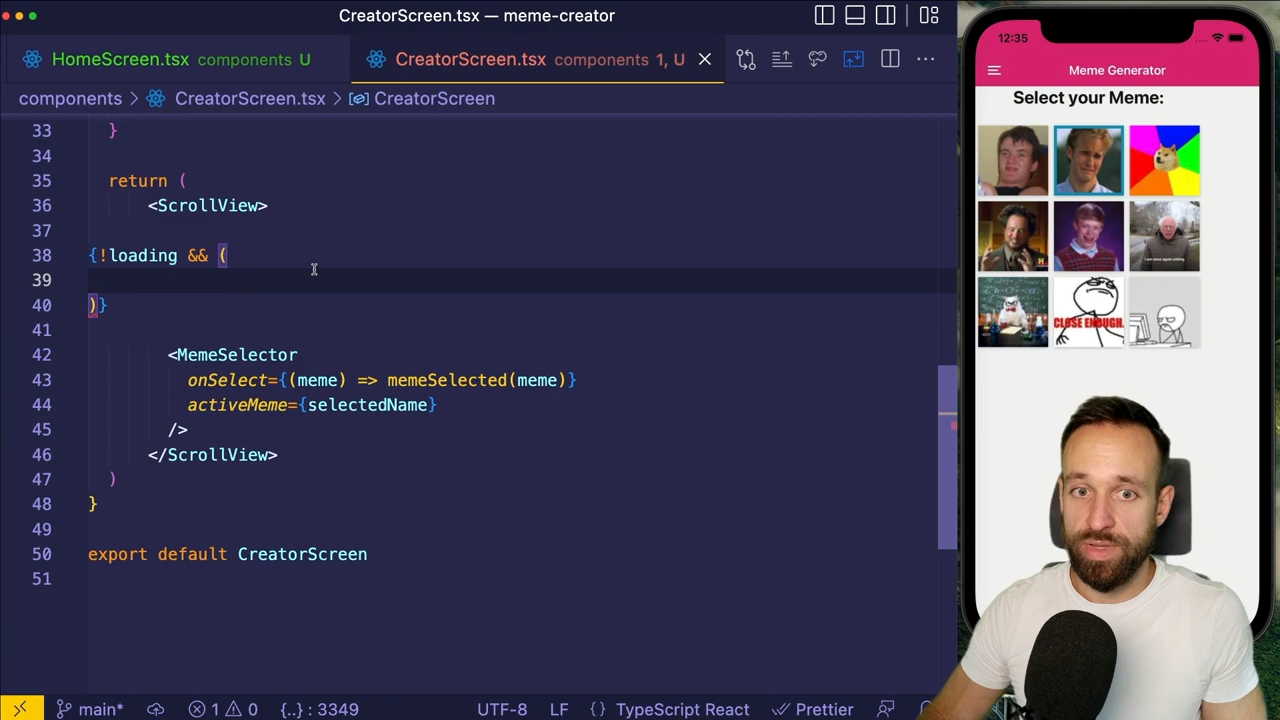 CreatorScreen.tsx — meme-creator
HomeScreen.tsx components U
CreatorScreen.tsx components 1, U
components > CreatorScreen.tsx > CreatorScreen
33 }
34
35 return (
36 <ScrollView>
37
38 {!loading && (
39
40 )}
41
42 <MemeSelector
43 onSelect={(meme) => memeSelected(meme)}
44 activeMeme={selectedName}
45 />
46 </ScrollView>
47 )
48 }
49
50 export default CreatorScreen
51
main* 1 0 {..} : 3349 UTF-8 LF {} TypeScript React Prettier
12:35
Meme Generator
Select your Meme:
H
CLOSE ENOUGH.